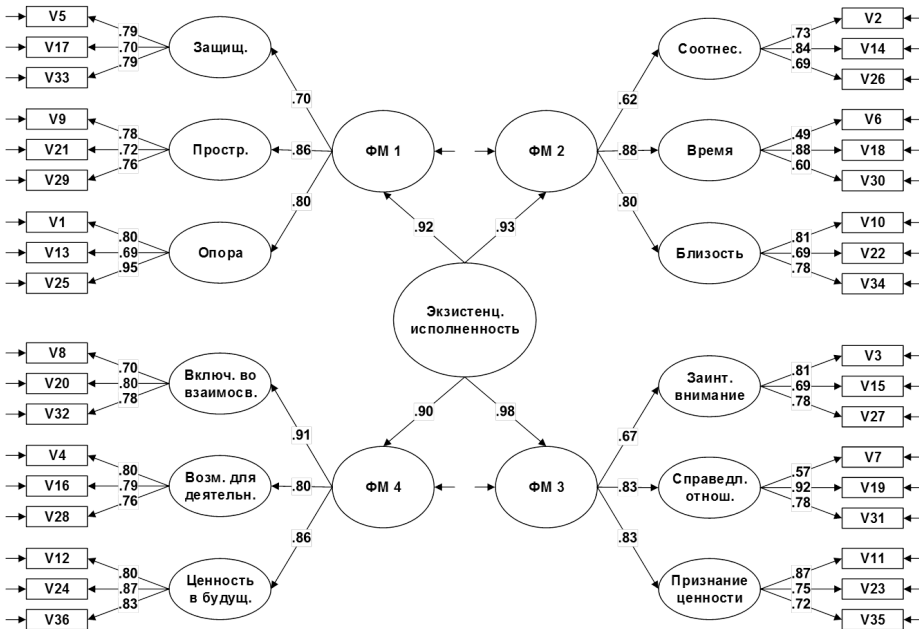 V5
V17
V33
.79
.70
.79
Защищ.
V9
V21
V29
.78
.72
.76
Простр.
V1
V13
V25
.80
.69
.95
Опора
.70
.86
.80
ФМ 1
ФМ 2
.62
.88
.80
Соотнес.
.73
.84
.69
V2
V14
V26
Время
.49
.88
.60
V6
V18
V30
Близость
.81
.69
.78
V10
V22
V34
.92
.93
Экзистенц.
исполненность
.90
.98
V8
V20
V32
.70
.80
.78
Включ. во
взаимосв.
V4
V16
V28
.80
.79
.76
Возм. для
деятельн.
V12
V24
V36
.80
.87
.83
Ценность
в будущ.
.91
.80
.86
ФМ 4
ФМ 3
.67
.83
.83
Заинт.
внимание
.81
.69
.78
V3
V15
V27
Справедл.
отнош.
.57
.92
.78
V7
V19
V31
Признание
ценности
.87
.75
.72
V11
V23
V35